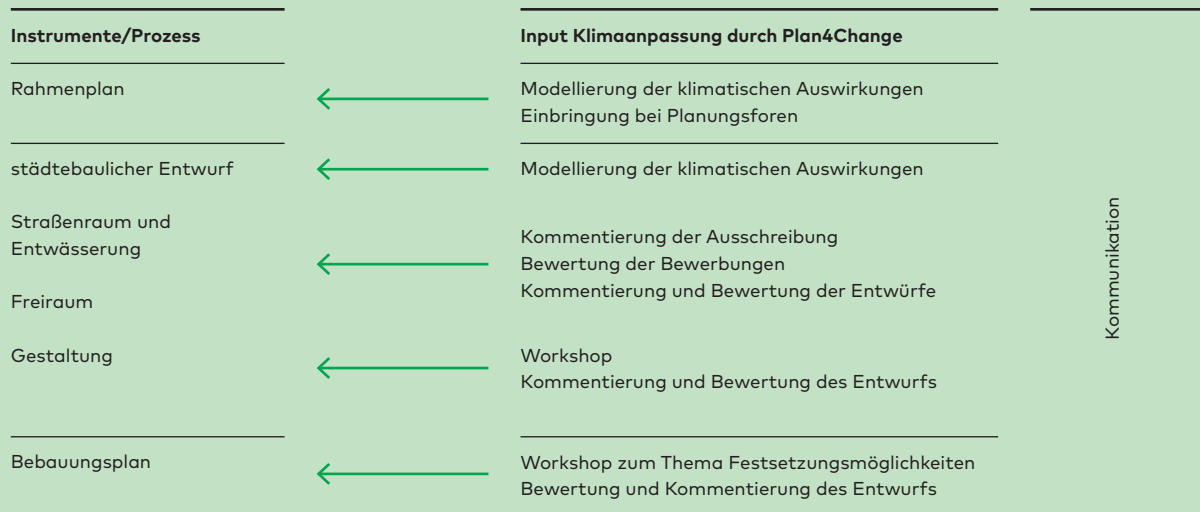 Instrumente/Prozess
Input Klimaanpassung durch Plan4Change
Rahmenplan
Modellierung der klimatischen Auswirkungen
Einbringung bei Planungsforen
städtebaulicher Entwurf
Modellierung der klimatischen Auswirkungen
Straßenraum und
Entwässerung
Kommentierung der Ausschreibung
Bewertung der Bewerbungen
Kommentierung und Bewertung der Entwürfe
Freiraum
Gestaltung
Workshop
Kommentierung und Bewertung des Entwurfs
Bebauungsplan
Workshop zum Thema Festsetzungsmöglichkeiten
Bewertung und Kommentierung des Entwurfs
Kommunikation